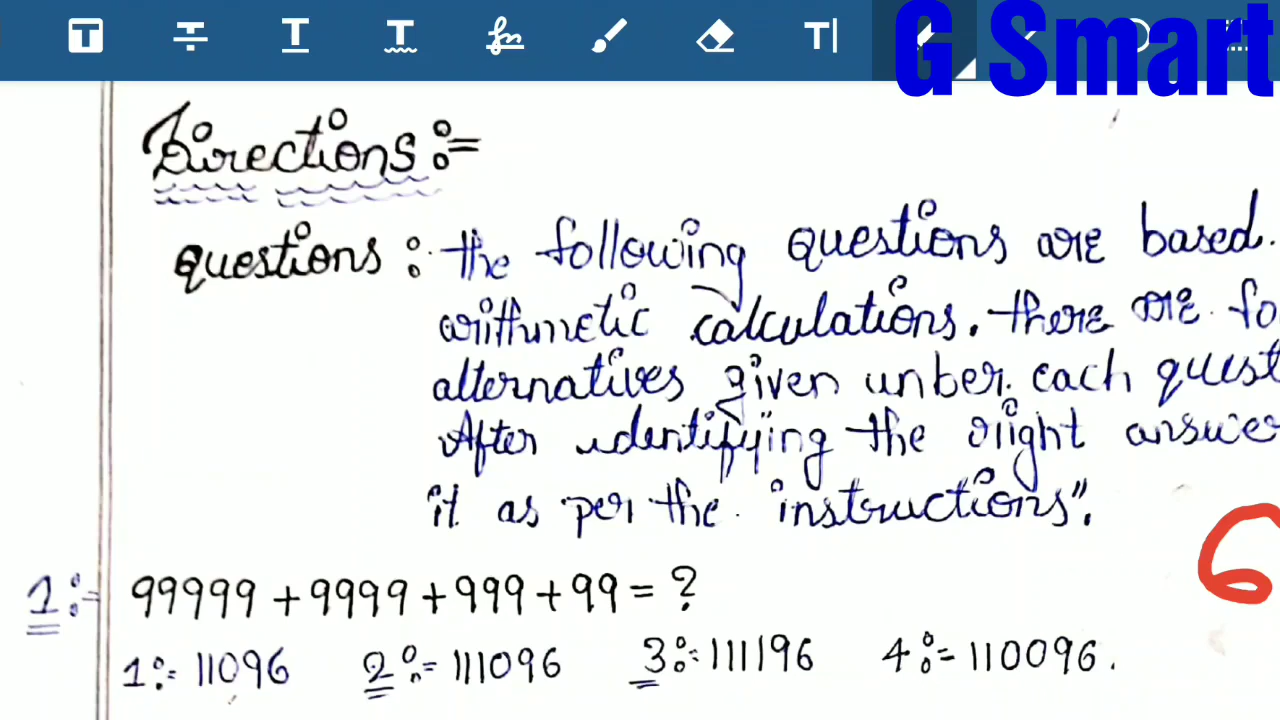 G Smart
Directions :=
questions : the following questions are based.
arithmetic calculations. there are fo
alternatives given unber. each quest
After identifying the right answe
it as per the instructions".
6
1:= 99999 + 9999 + 999 + 99 = ?
1:= 11096 2:= 111096 3:= 111196 4:= 110096.